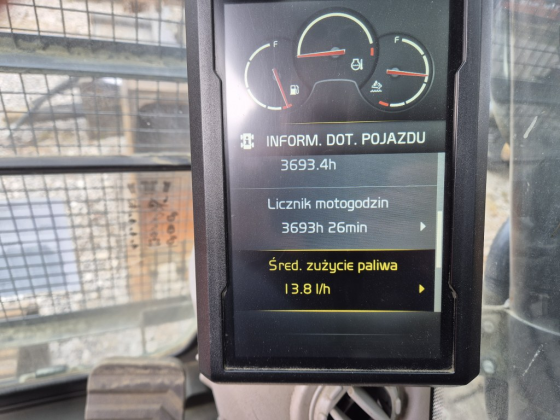 F
F
INFORM. DOT. POJAZDU
3693.4h
Licznik motogodzin
3693h 26min
Śred. zużycie paliwa
13.8 l/h